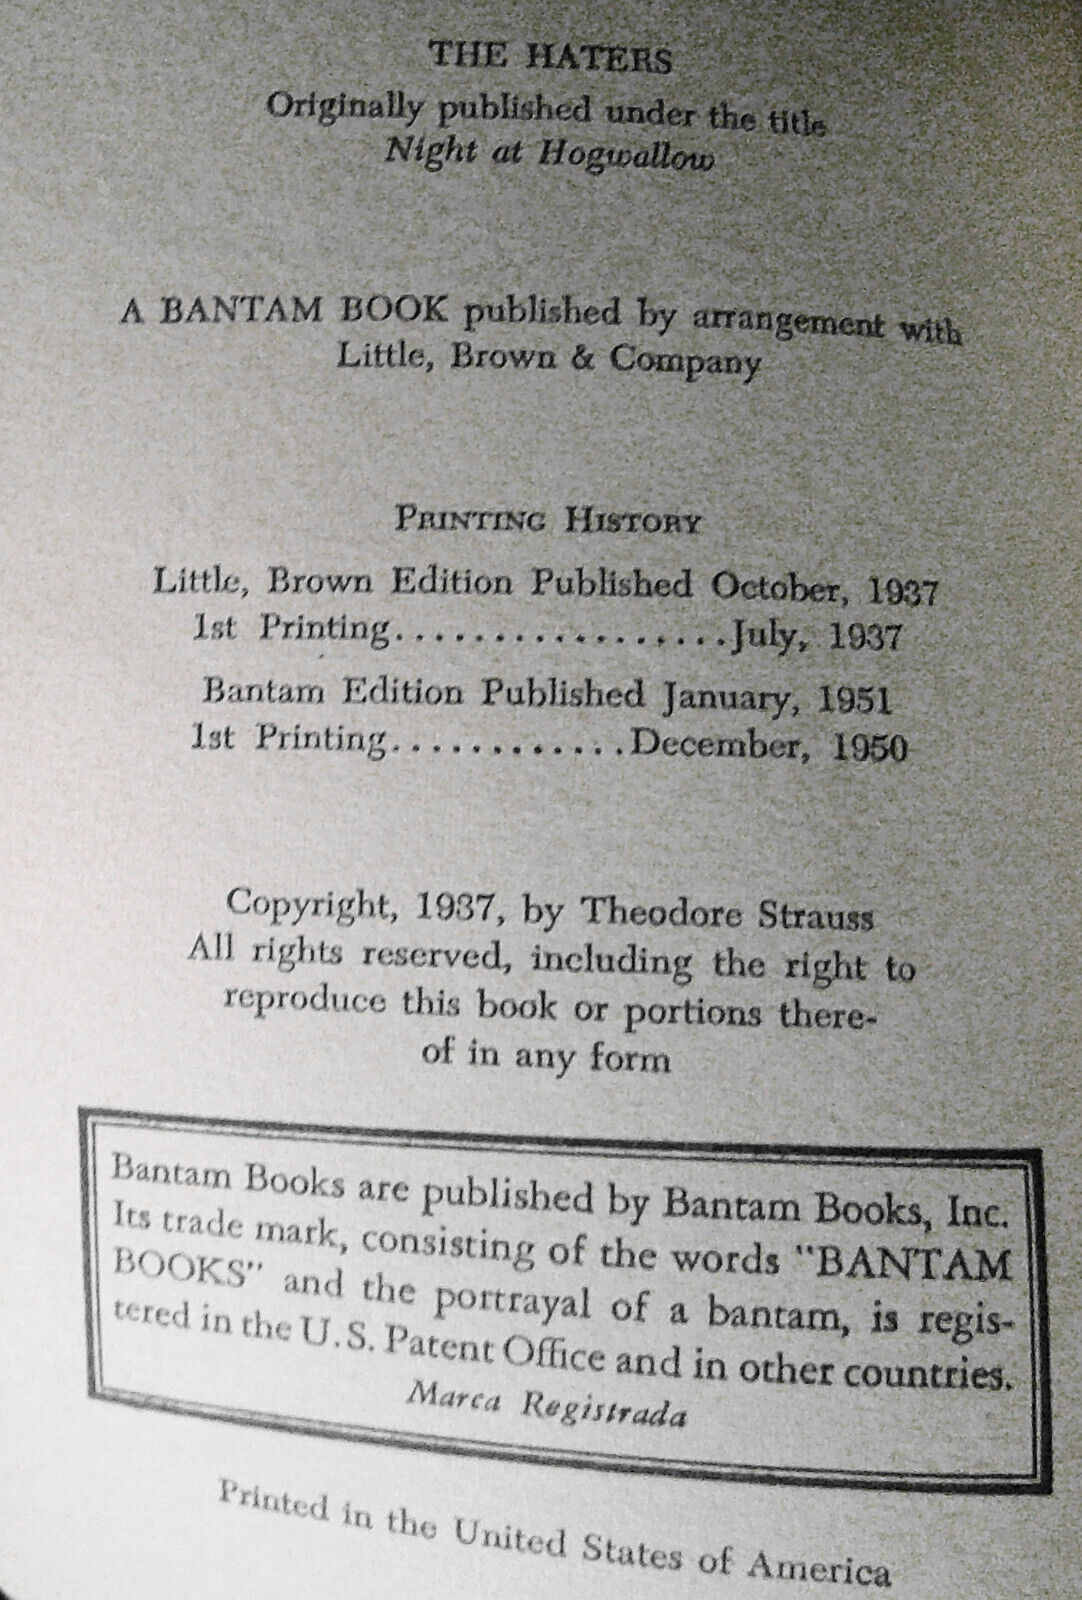 THE HATERS
Originally published under the title
Night at Hogwallow
A BANTAM BOOK published by arrangement with
Little, Brown & Company
PRINTING HISTORY
Little, Brown Edition Published October, 1937
1st Printing.................July, 1937
Bantam Edition Published January, 1951
1st Printing............December, 1950
Copyright, 1937, by Theodore Strauss
All rights reserved, including the right to
reproduce this book or portions there-
of in any form
Bantam Books are published by Bantam Books, Inc.
Its trade mark, consisting of the words "BANTAM
BOOKS" and the portrayal of a bantam, is regis-
tered in the U.S. Patent Office and in other countries.
Marca Registrada
Printed in the United States of America